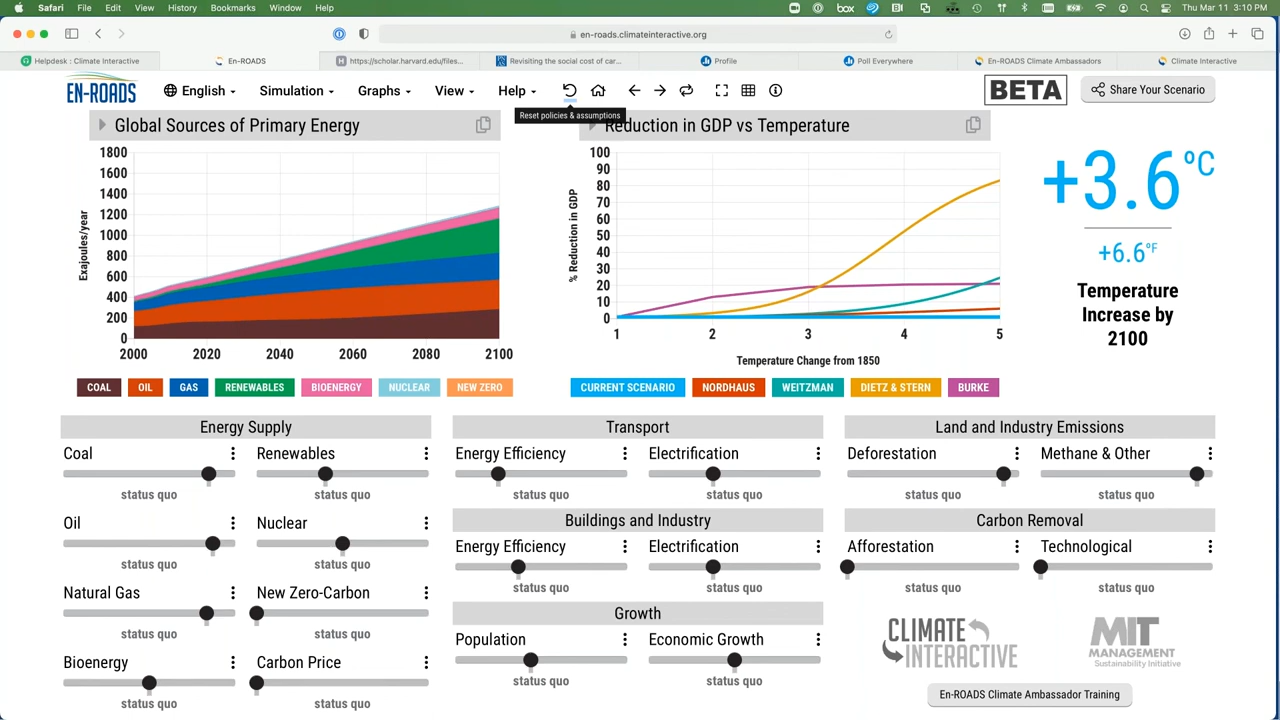 Safari File Edit View History Bookmarks Window Help box Thu Mar 11 3:10 PM
en-roads.climateinteractive.org
Helpdesk : Climate Interactive En-ROADS https://scholar.harvard.edu/files... Revisiting the social cost of car... Profile Poll Everywhere En-ROADS Climate Ambassadors Climate Interactive
EN-ROADS English Simulation Graphs View Help BETA Share Your Scenario
Reset policies & assumptions
Global Sources of Primary Energy
1800
1600
1400
1200
1000
800
600
400
200
0
Exajoules/year
2000 2020 2040 2060 2080 2100
COAL OIL GAS RENEWABLES BIOENERGY NUCLEAR NEW ZERO
Reduction in GDP vs Temperature
100
90
80
70
60
50
40
30
20
10
0
% Reduction in GDP
1 2 3 4 5
Temperature Change from 1850
CURRENT SCENARIO NORDHAUS WEITZMAN DIETZ & STERN BURKE
+3.6°C
+6.6°F
Temperature
Increase by
2100
Energy Supply
Coal Renewables
status quo status quo
Oil Nuclear
status quo status quo
Natural Gas New Zero-Carbon
status quo status quo
Bioenergy Carbon Price
status quo status quo
Transport
Energy Efficiency Electrification
status quo status quo
Buildings and Industry
Energy Efficiency Electrification
status quo status quo
Growth
Population Economic Growth
status quo status quo
Land and Industry Emissions
Deforestation Methane & Other
status quo status quo
Carbon Removal
Afforestation Technological
status quo status quo
CLIMATE
INTERACTIVE
MIT
MANAGEMENT
Sustainability Initiative
En-ROADS Climate Ambassador Training